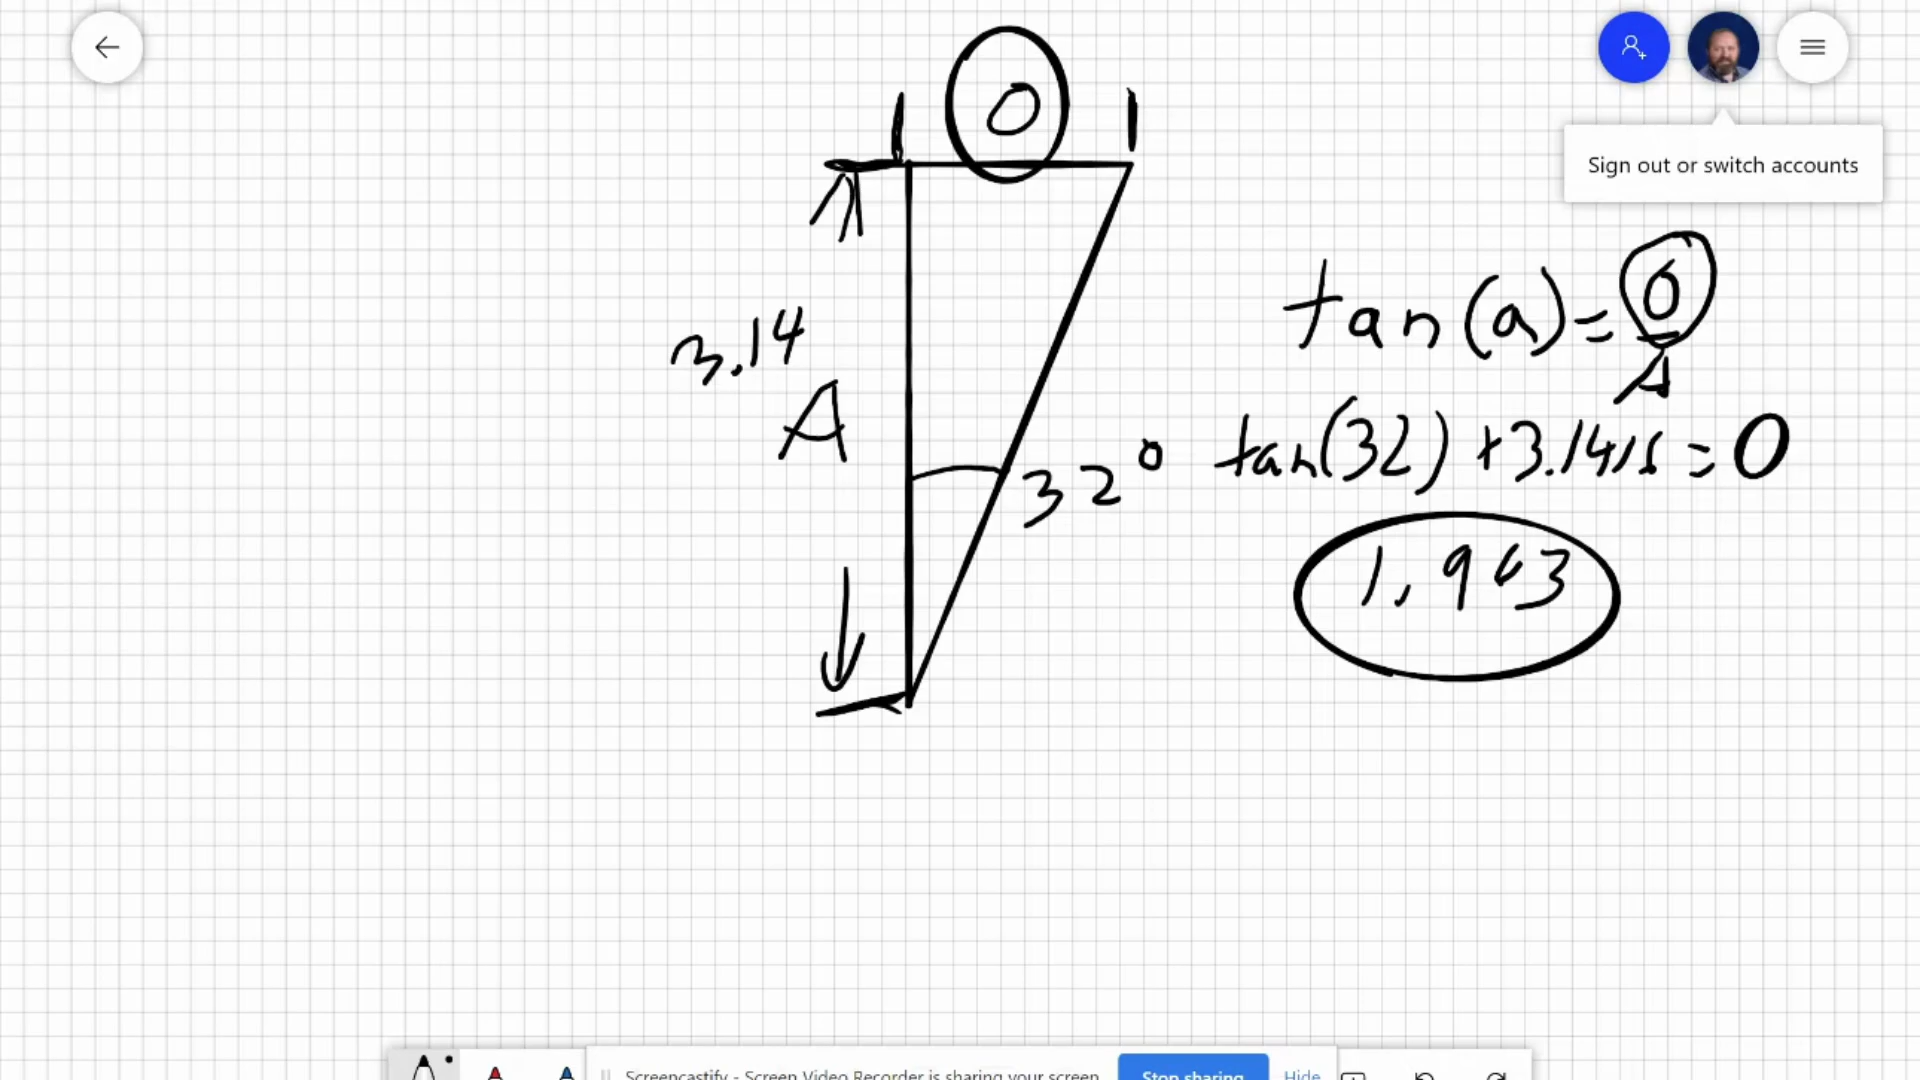 O
Sign out or switch accounts
tan(a)=O
A
3.14
A
tan(32) +3.1416 = O
32°
1,963
Screencastify - Screen Video Recorder is sharing your screen.
Stop sharing
Hide